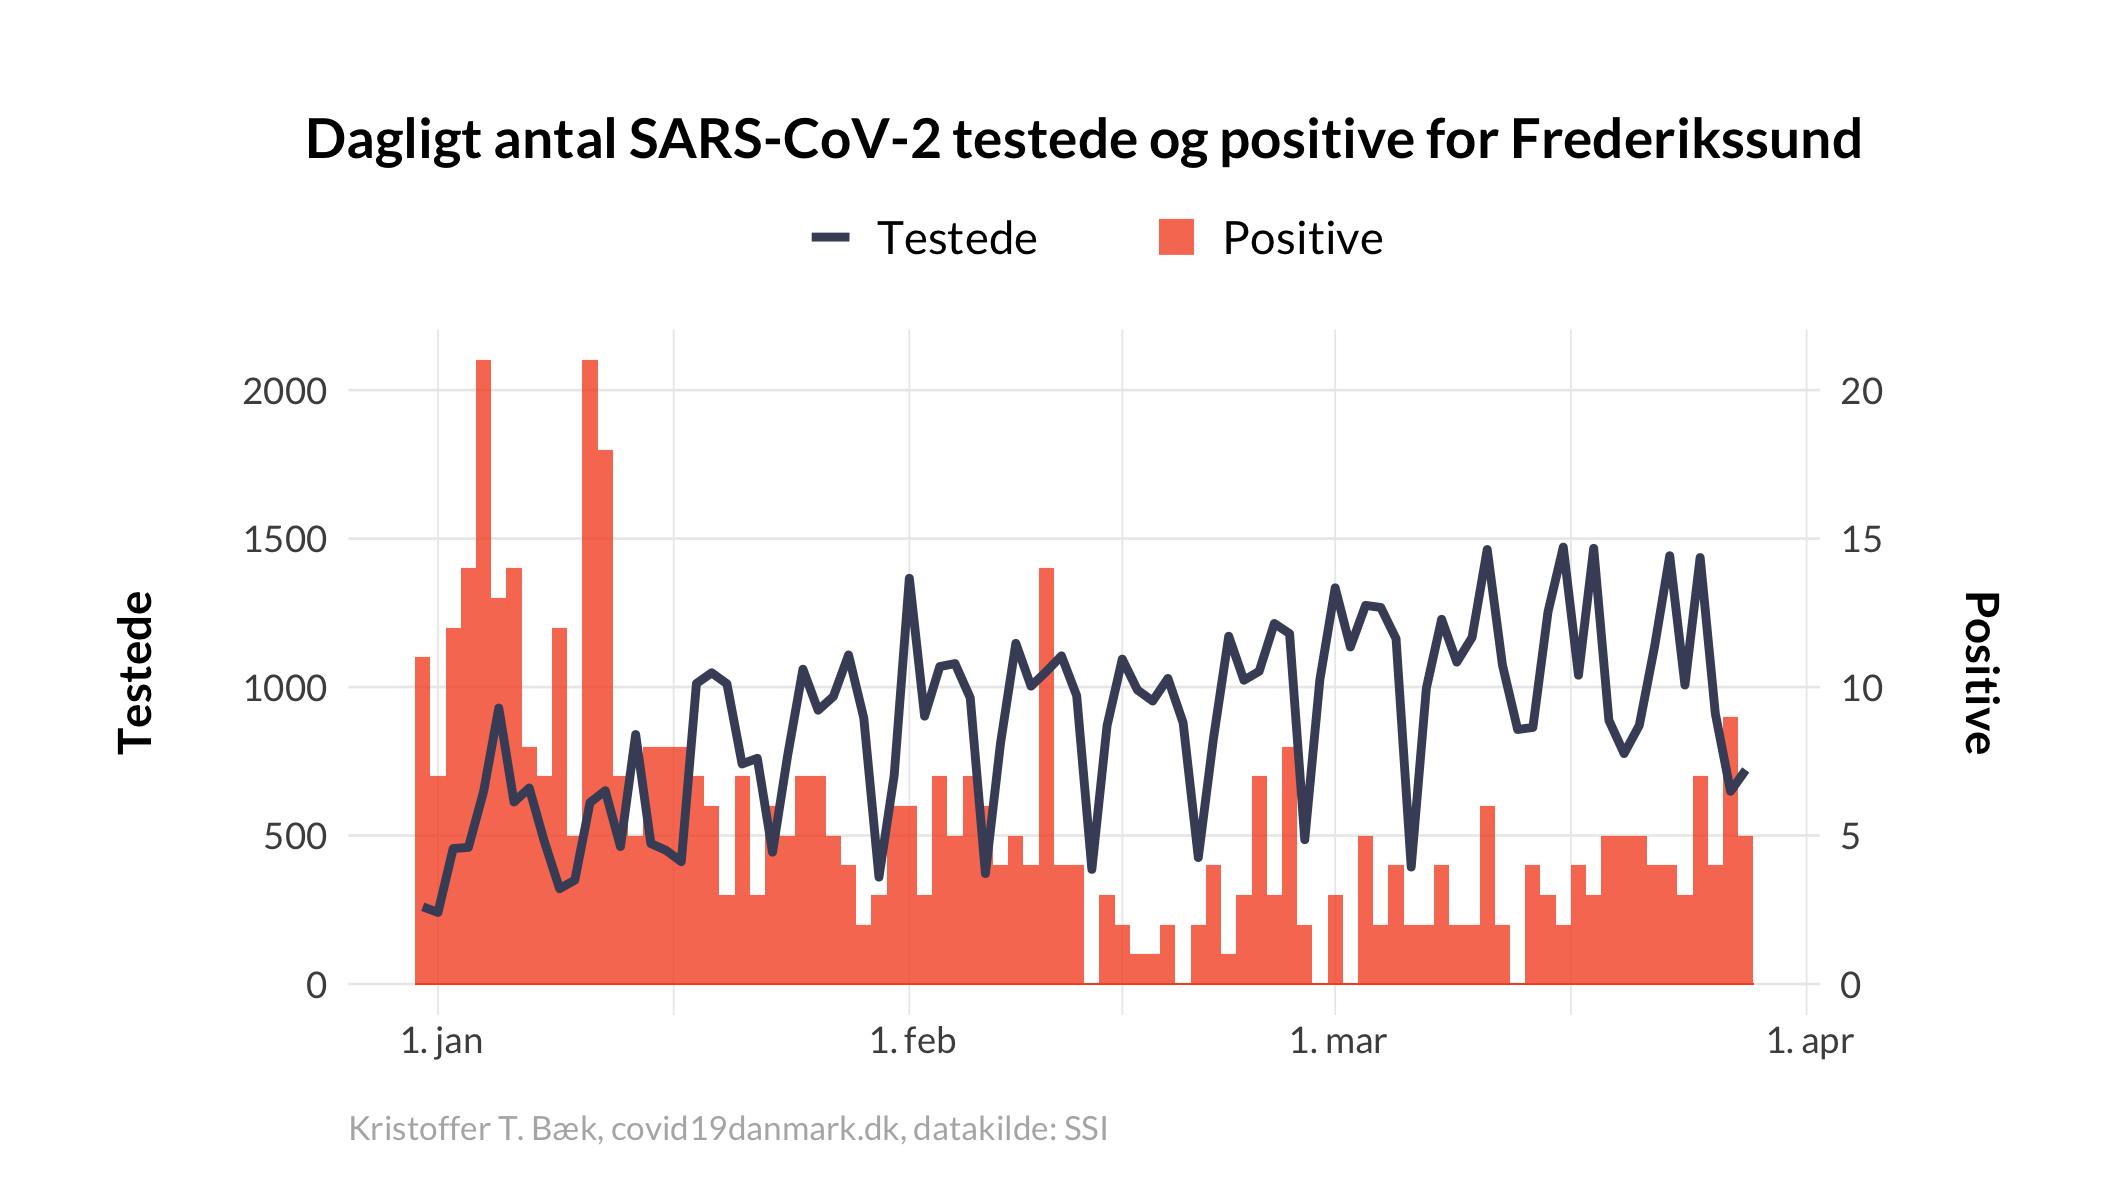 Dagligt antal SARS-CoV-2 testede og positive for Frederikssund
Testede Positive
2000 20
1500 15
1000 10
500 5
0 0
Testede
Positive
1. jan 1. feb 1. mar 1. apr
Kristoffer T. Bæk, covid19danmark.dk, datakilde: SSI